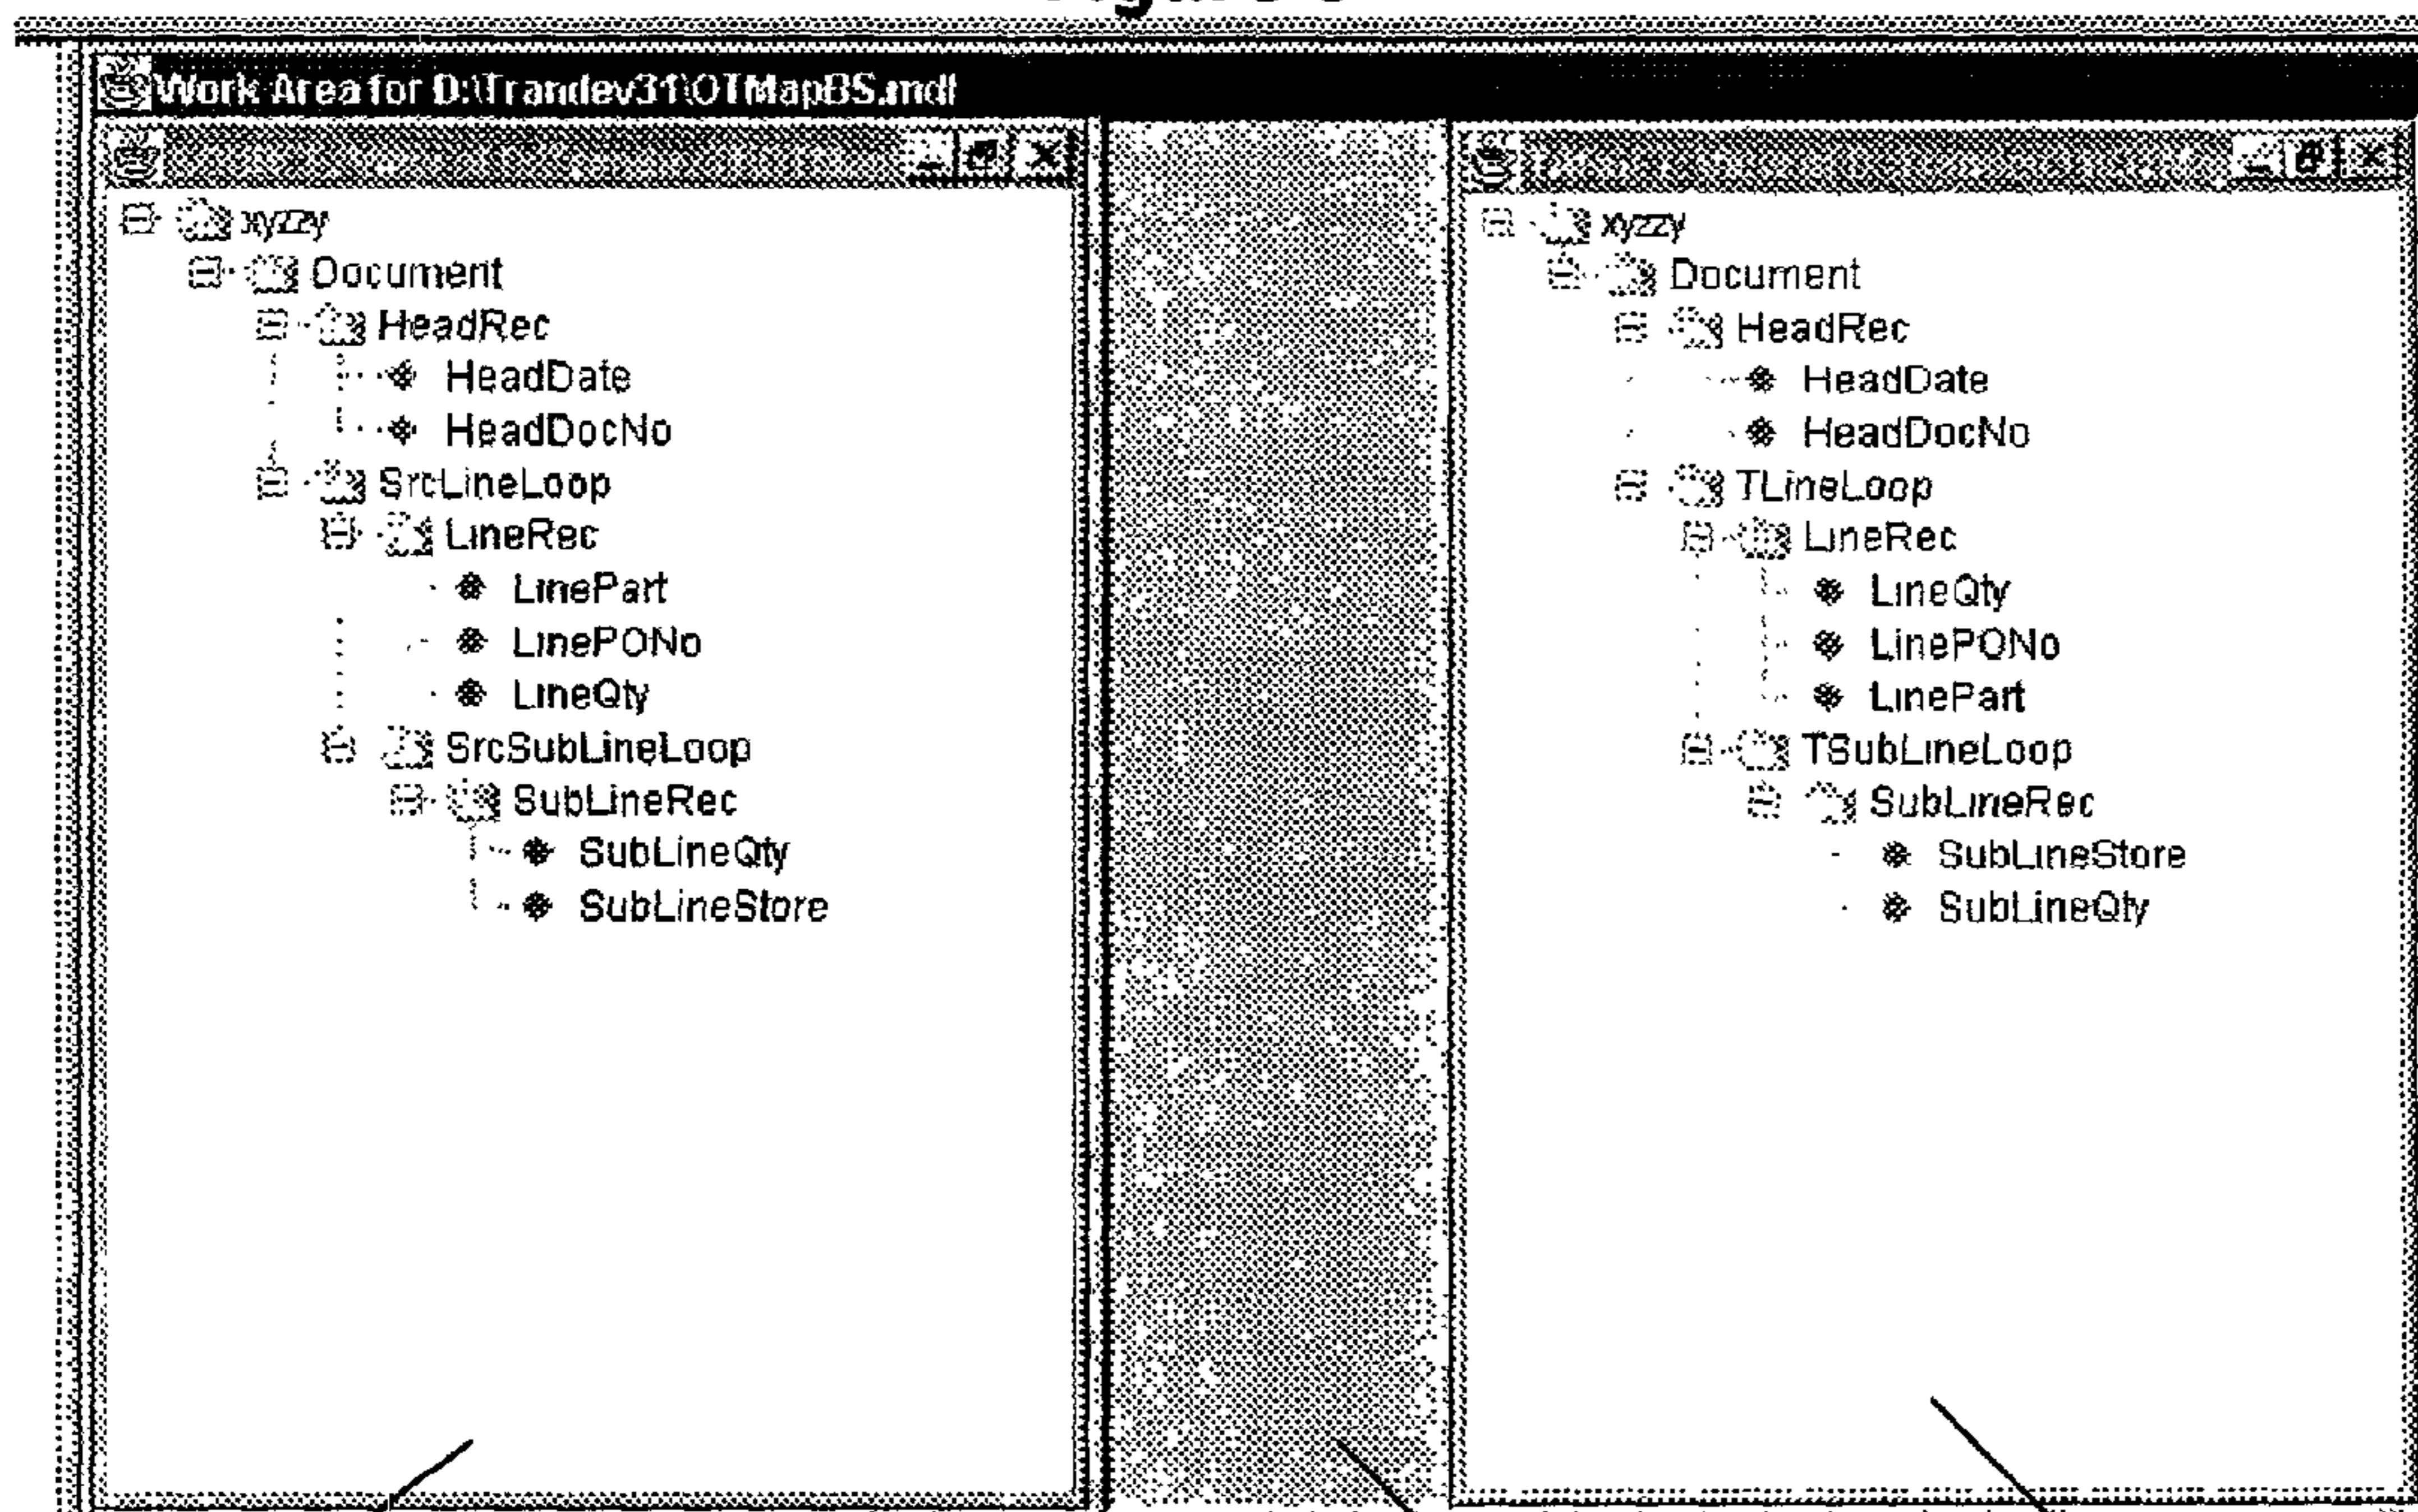 Work Area for D:\Trandev31\OTMapBS.mdf
xyzzy
Document
HeadRec
HeadDate
HeadDocNo
SrcLineLoop
LineRec
LinePart
LinePONo
LineQty
SrcSubLineLoop
SubLineRec
SubLineQty
SubLineStore
xyzzy
Document
HeadRec
HeadDate
HeadDocNo
TLineLoop
LineRec
LineQty
LinePONo
LinePart
TSubLineLoop
SubLineRec
SubLineStore
SubLineQty